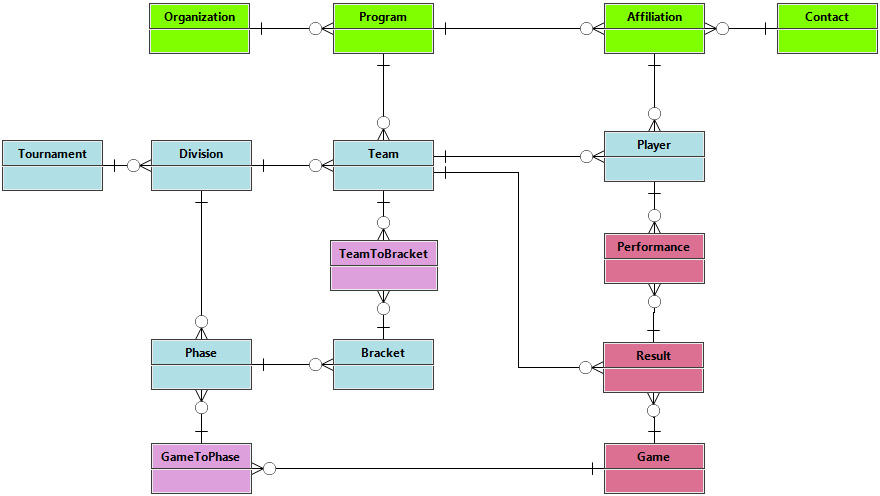 Organization
Program
Affiliation
Contact
Tournament
Division
Team
Player
TeamToBracket
Performance
Phase
Bracket
Result
GameToPhase
Game